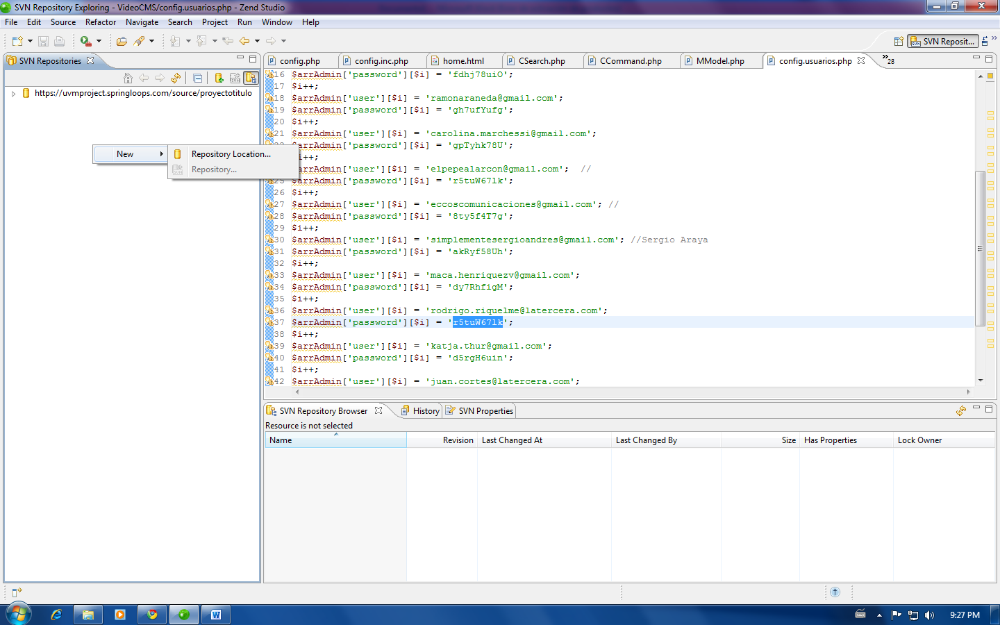 SVN Repository Exploring - VideoCMS/config.usuarios.php - Zend Studio
File Edit Source Refactor Navigate Search Project Run Window Help
SVN Reposit...
SVN Repositories
https://uvmproject.springloops.com/source/proyectotitulo
New
Repository Location...
Repository...
config.php config.inc.php home.html CSearch.php CCommand.php MModel.php config.usuarios.php 28
16 $arrAdmin['password'][$i] = 'fdhj78uiO';
17 $i++;
18 $arrAdmin['user'][$i] = 'ramonaraneda@gmail.com';
19 $arrAdmin['password'][$i] = 'gh7ufYufg';
20 $i++;
21 $arrAdmin['user'][$i] = 'carolina.marchessi@gmail.com';
$arrAdmin['password'][$i] = 'gpTyhk78U';
i++;
arrAdmin['user'][$i] = 'elpepealarcon@gmail.com'; //
25 $arrAdmin['password'][$i] = 'r5tuW67lk';
26 $i++;
27 $arrAdmin['user'][$i] = 'eccoscomunicaciones@gmail.com'; //
28 $arrAdmin['password'][$i] = '8ty5f4T7g';
29 $i++;
30 $arrAdmin['user'][$i] = 'simplementesergioandres@gmail.com'; //Sergio Araya
31 $arrAdmin['password'][$i] = 'akRyf58Uh';
32 $i++;
33 $arrAdmin['user'][$i] = 'maca.henriquezv@gmail.com';
34 $arrAdmin['password'][$i] = 'dy7RhfigM';
35 $i++;
36 $arrAdmin['user'][$i] = 'rodrigo.riquelme@latercera.com';
37 $arrAdmin['password'][$i] = 'r5tuW67lk';
38 $i++;
39 $arrAdmin['user'][$i] = 'katja.thur@gmail.com';
40 $arrAdmin['password'][$i] = 'd5rgH6uin';
41 $i++;
42 $arrAdmin['user'][$i] = 'juan.cortes@latercera.com';
SVN Repository Browser History SVN Properties
Resource is not selected
Name Revision Last Changed At Last Changed By Size Has Properties Lock Owner
9:27 PM